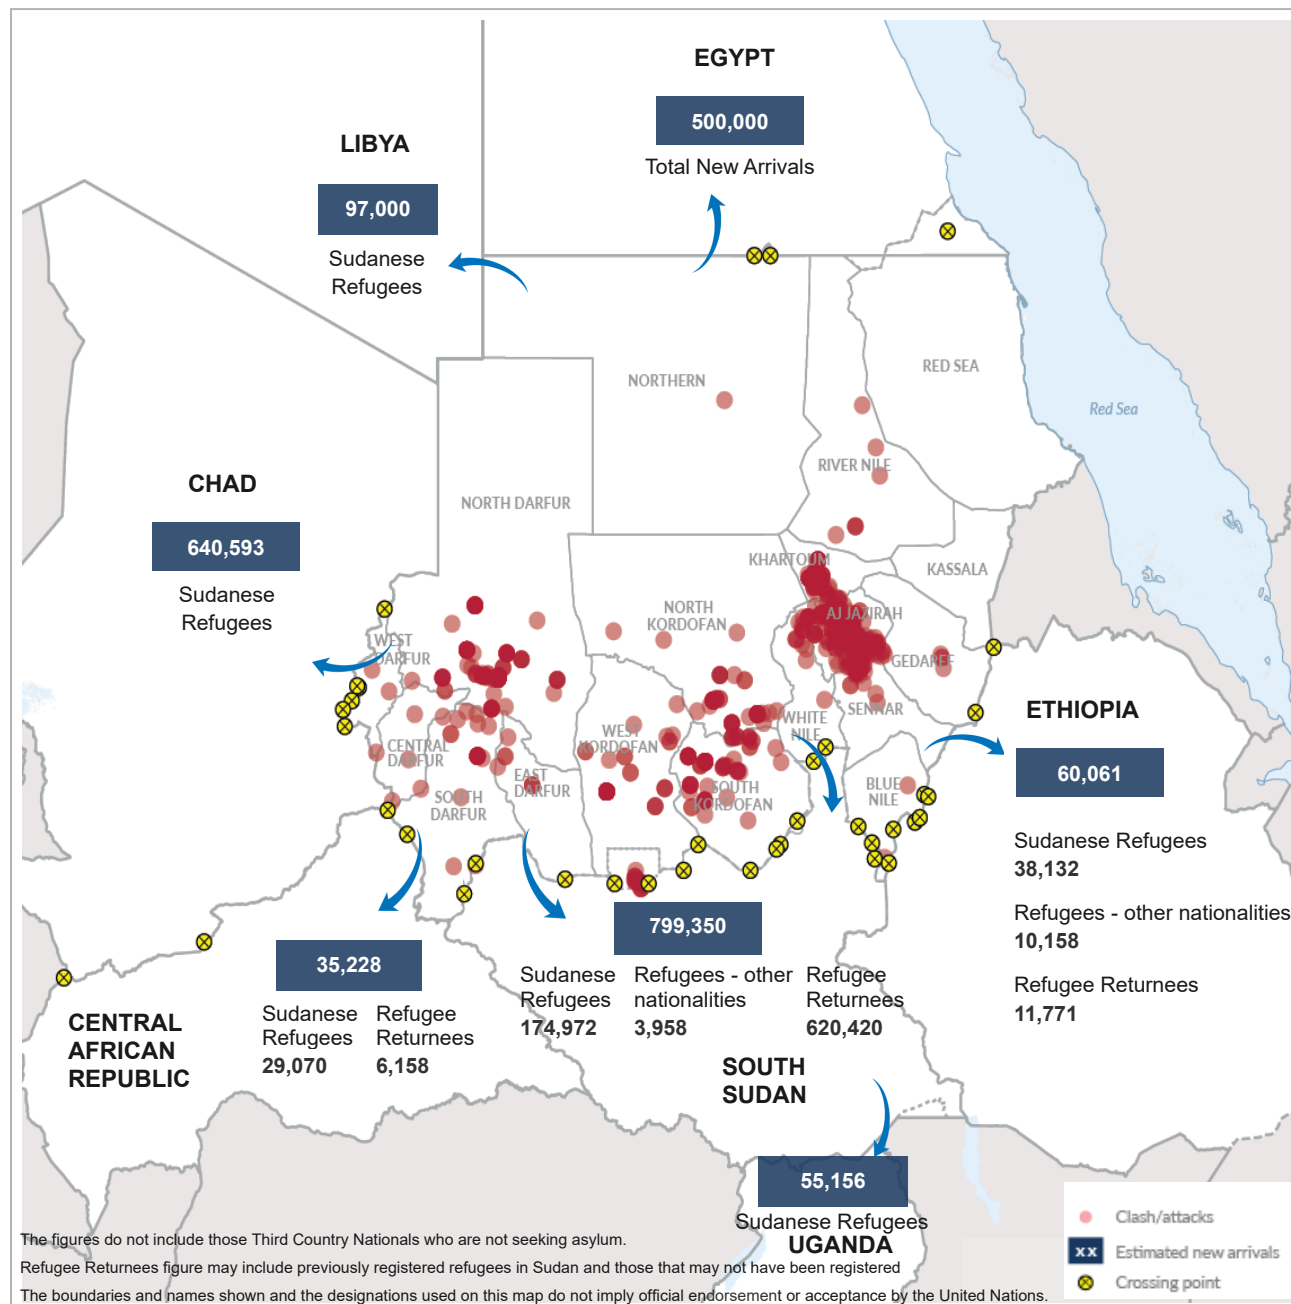 EGYPT
500,000
Total New Arrivals
LIBYA
97,000
Sudanese
Refugees
NORTHERN
RED SEA
Red Sea
RIVER NILE
CHAD
640,593
Sudanese
Refugees
NORTH DARFUR
KHARTOUM
KASSALA
NORTH
KORDOFAN
AJ JAZIRAH
WEST
DARFUR
GEDAREF
SENNAR
WHITE
NILE
WEST
KORDOFAN
CENTRAL
DARFUR
EAST
DARFUR
SOUTH
DARFUR
SOUTH
KORDOFAN
BLUE
NILE
ETHIOPIA
60,061
Sudanese Refugees
38,132
Refugees - other nationalities
10,158
Refugee Returnees
11,771
799,350
Sudanese
Refugees
174,972
Refugees - other
nationalities
3,958
Refugee
Returnees
620,420
35,228
Sudanese
Refugees
29,070
Refugee
Returnees
6,158
CENTRAL
AFRICAN
REPUBLIC
SOUTH
SUDAN
55,156
Sudanese Refugees
UGANDA
Clash/attacks
xx Estimated new arrivals
Crossing point
The figures do not include those Third Country Nationals who are not seeking asylum.
Refugee Returnees figure may include previously registered refugees in Sudan and those that may not have been registered
The boundaries and names shown and the designations used on this map do not imply official endorsement or acceptance by the United Nations.